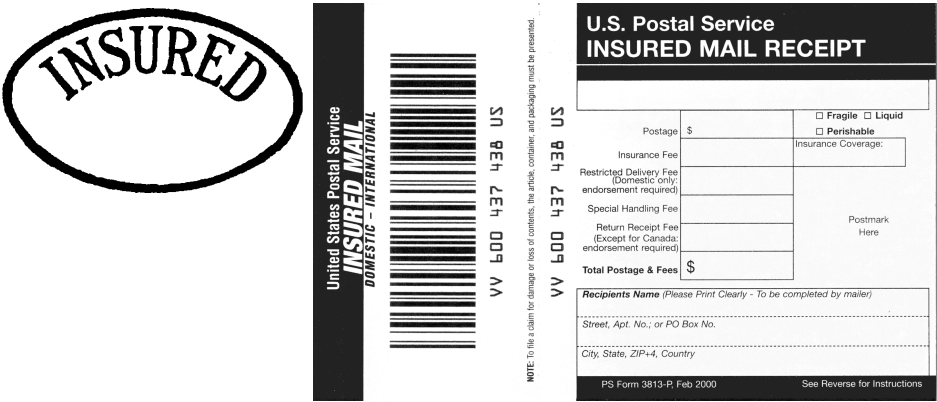 INSURED
United States Postal Service
INSURED MAIL
DOMESTIC – INTERNATIONAL
VV 600 437 438 US
NOTE: To file a claim for damage or loss of contents, the article, container, and packaging must be presented.
VV 600 437 438 US
U.S. Postal Service
INSURED MAIL RECEIPT
Postage $
Fragile Liquid
Perishable
Insurance Fee
Insurance Coverage:
Restricted Delivery Fee
(Domestic only:
endorsement required)
Special Handling Fee
Return Receipt Fee
(Except for Canada:
endorsement required)
Postmark
Here
Total Postage & Fees $
Recipients Name (Please Print Clearly - To be completed by mailer)
Street, Apt. No.; or PO Box No.
City, State, ZIP+4, Country
PS Form 3813-P, Feb 2000
See Reverse for Instructions